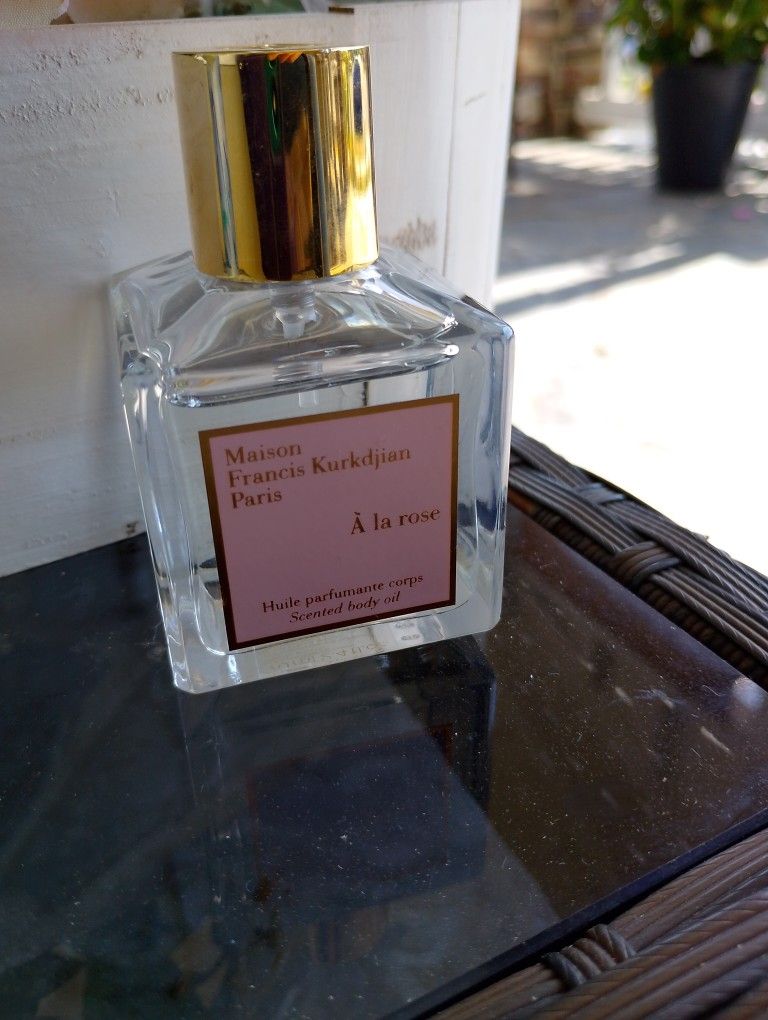 Maison
Francis Kurkdjian
Paris
À la rose
Huile parfumante corps
Scented body oil